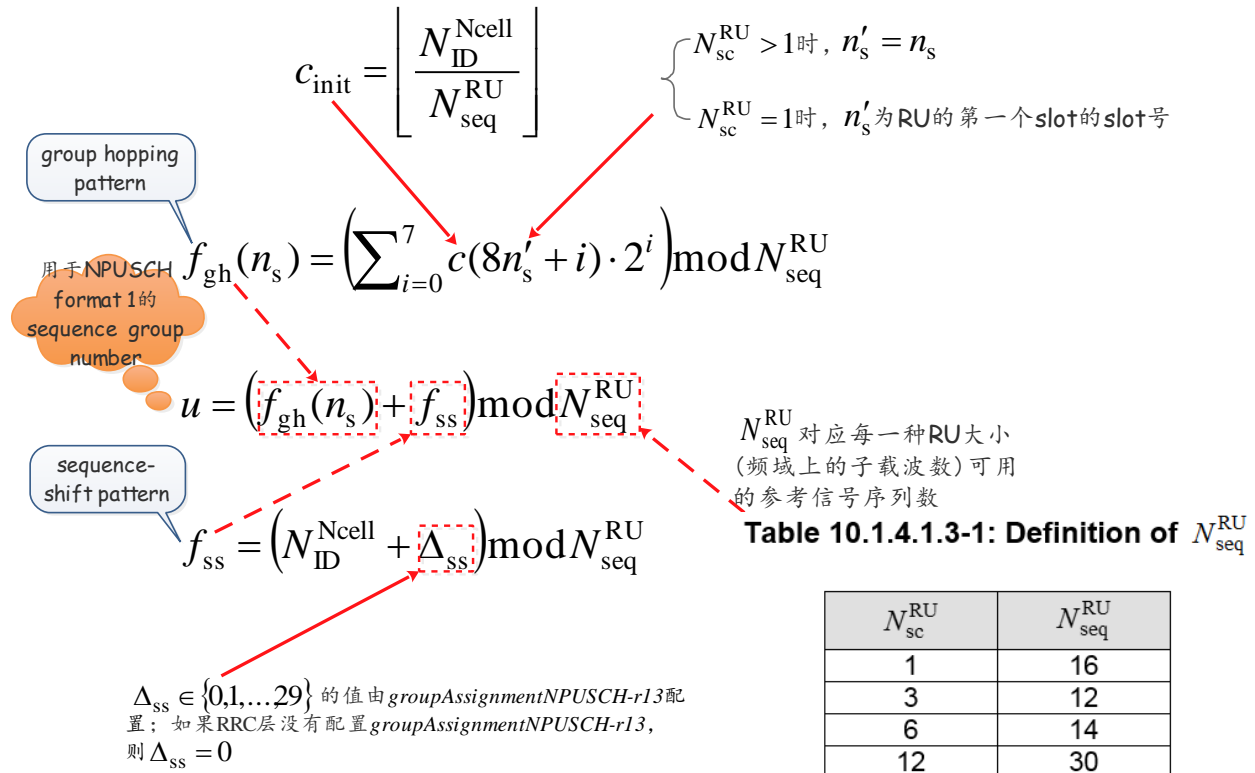 c_init = ⌊ N_ID^Ncell / N_seq^RU ⌋
N_sc^RU > 1时，n′_s = n_s
N_sc^RU = 1时，n′_s为RU的第一个slot的slot号
group hopping
pattern
f_gh(n_s) = (∑_{i=0}^7 c(8n′_s + i) · 2^i) mod N_seq^RU
用于NPUSCH
format 1的
sequence group
number
u = (f_gh(n_s) + f_ss) mod N_seq^RU
N_seq^RU 对应每一种RU大小
(频域上的子载波数)可用
的参考信号序列数
sequence-
shift pattern
f_ss = (N_ID^Ncell + Δ_ss) mod N_seq^RU
Table 10.1.4.1.3-1: Definition of N_seq^RU
N_sc^RU N_seq^RU
1 16
3 12
6 14
12 30
Δ_ss ∈ {0,1,...29} 的值由groupAssignmentNPUSCH-r13配
置；如果RRC层没有配置groupAssignmentNPUSCH-r13，
则 Δ_ss = 0